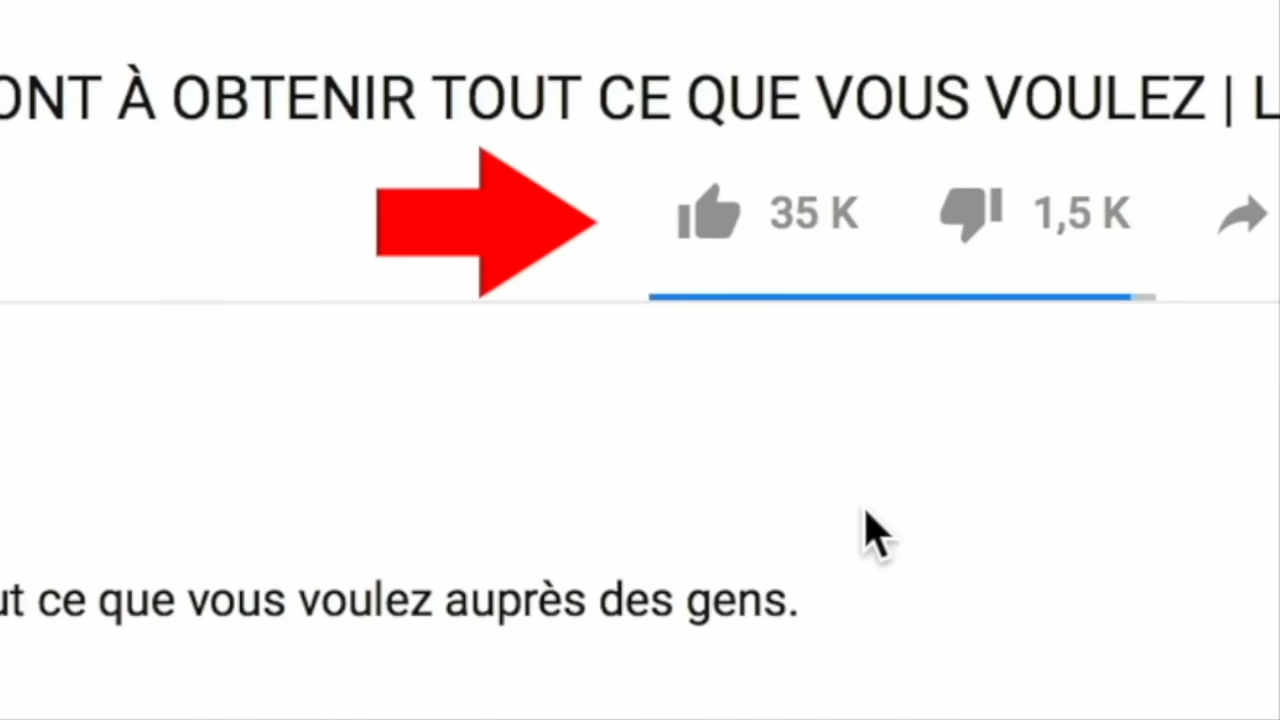 ONT À OBTENIR TOUT CE QUE VOUS VOULEZ | L
35 K 1,5 K
ut ce que vous voulez auprès des gens.